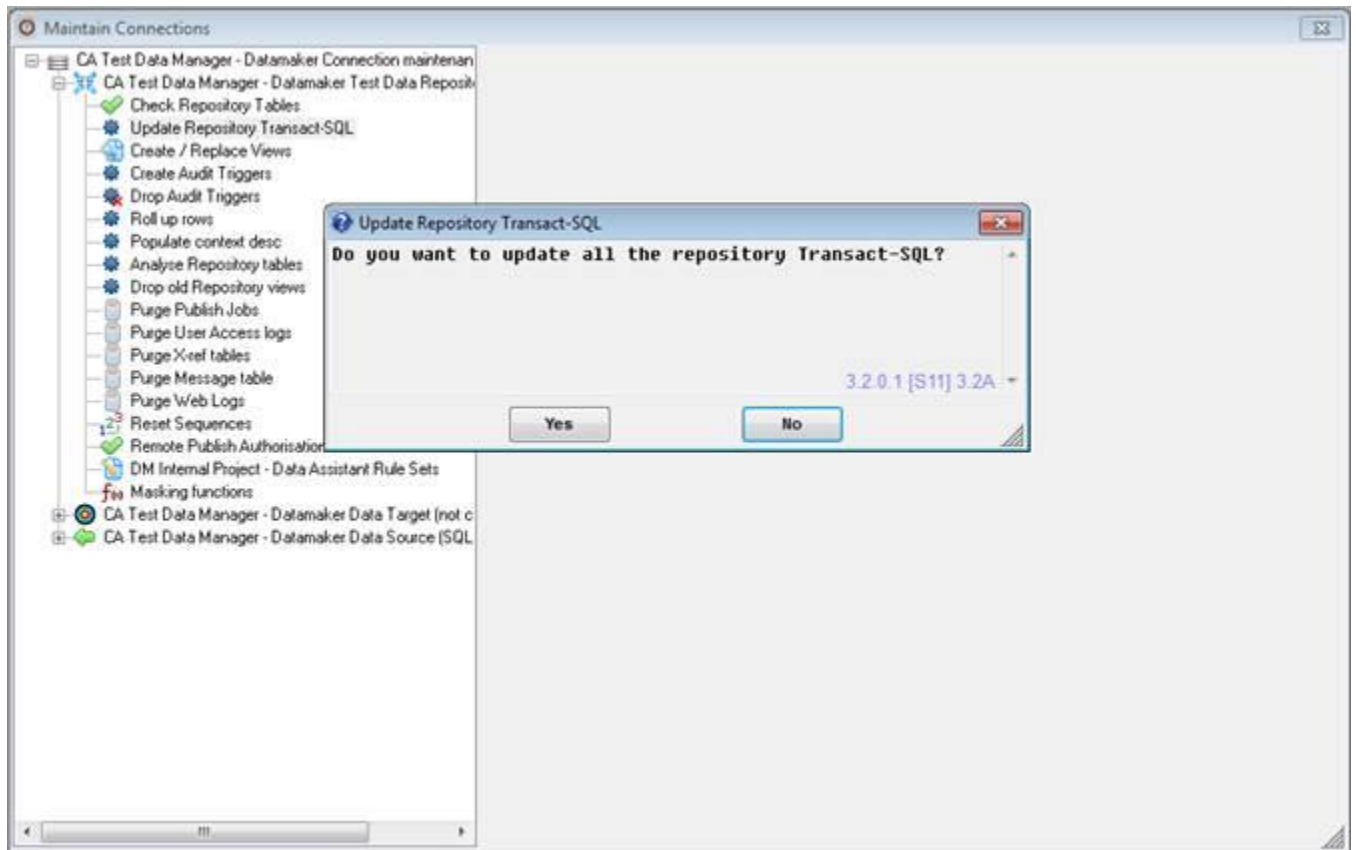 Maintain Connections
CA Test Data Manager - Datamaker Connection maintenan
CA Test Data Manager - Datamaker Test Data Reposit
Check Repository Tables
Update Repository Transact-SQL
Create / Replace Views
Create Audit Triggers
Drop Audit Triggers
Roll up rows
Populate context desc
Analyse Repository tables
Drop old Repository views
Purge Publish Jobs
Purge User Access logs
Purge X-ref tables
Purge Message table
Purge Web Logs
Reset Sequences
Remote Publish Authorisation
DM Internal Project - Data Assistant Rule Sets
Masking functions
CA Test Data Manager - Datamaker Data Target (not c
CA Test Data Manager - Datamaker Data Source (SQL
Update Repository Transact-SQL
Do you want to update all the repository Transact-SQL?
3.2.0.1 [S11] 3.2A
Yes No